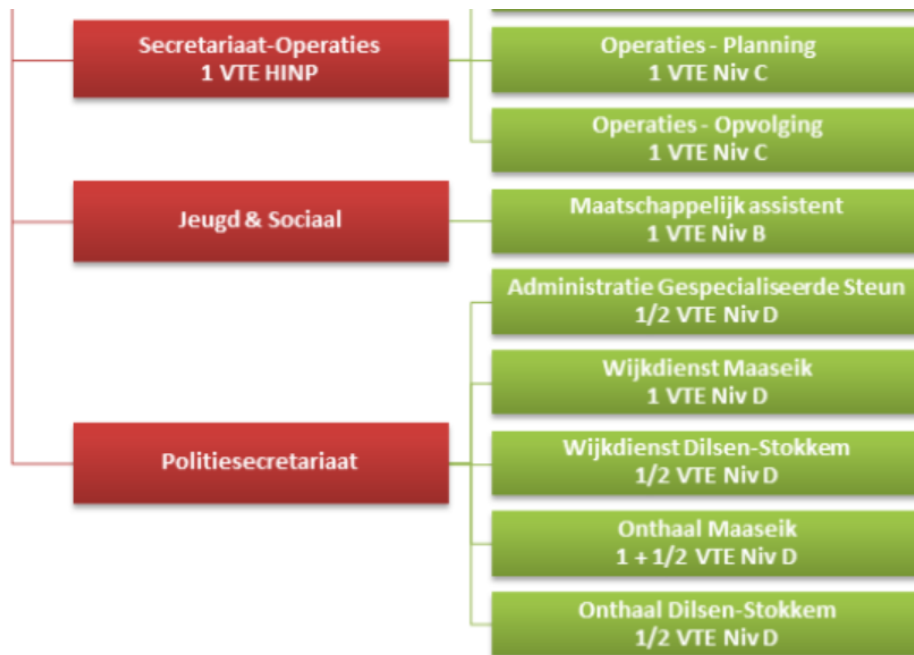 Secretariaat-Operaties
1 VTE HINP
Operaties - Planning
1 VTE Niv C
Operaties - Opvolging
1 VTE Niv C
Jeugd & Sociaal
Maatschappelijk assistent
1 VTE Niv B
Administratie Gespecialiseerde Steun
1/2 VTE Niv D
Wijkdienst Maaseik
1 VTE Niv D
Politiesecretariaat
Wijkdienst Dilsen-Stokkem
1/2 VTE Niv D
Onthaal Maaseik
1 + 1/2 VTE Niv D
Onthaal Dilsen-Stokkem
1/2 VTE Niv D